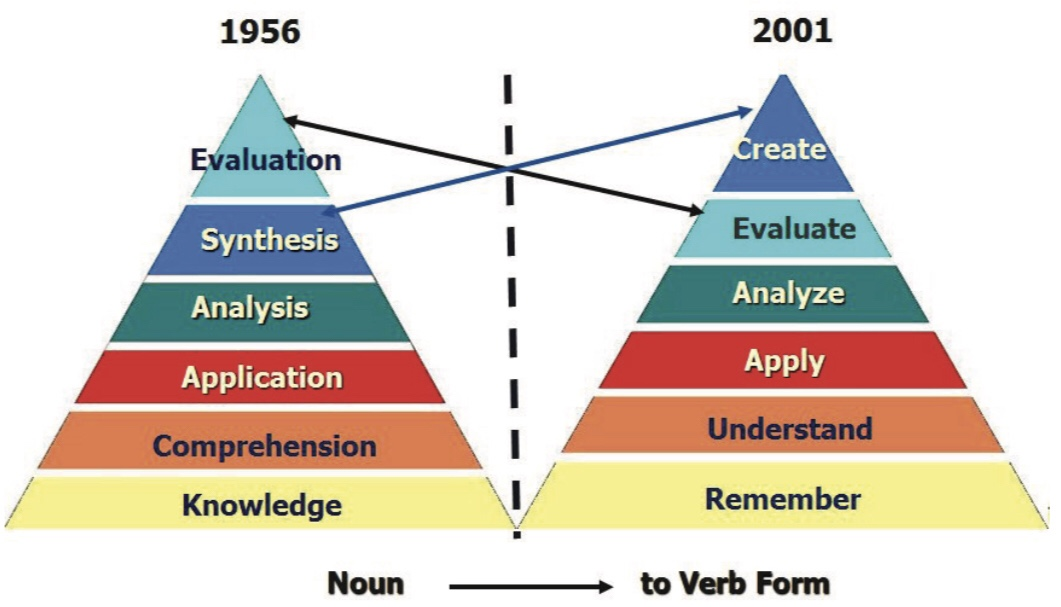 1956
Evaluation
Synthesis
Analysis
Application
Comprehension
Knowledge
2001
Create
Evaluate
Analyze
Apply
Understand
Remember
Noun to Verb Form